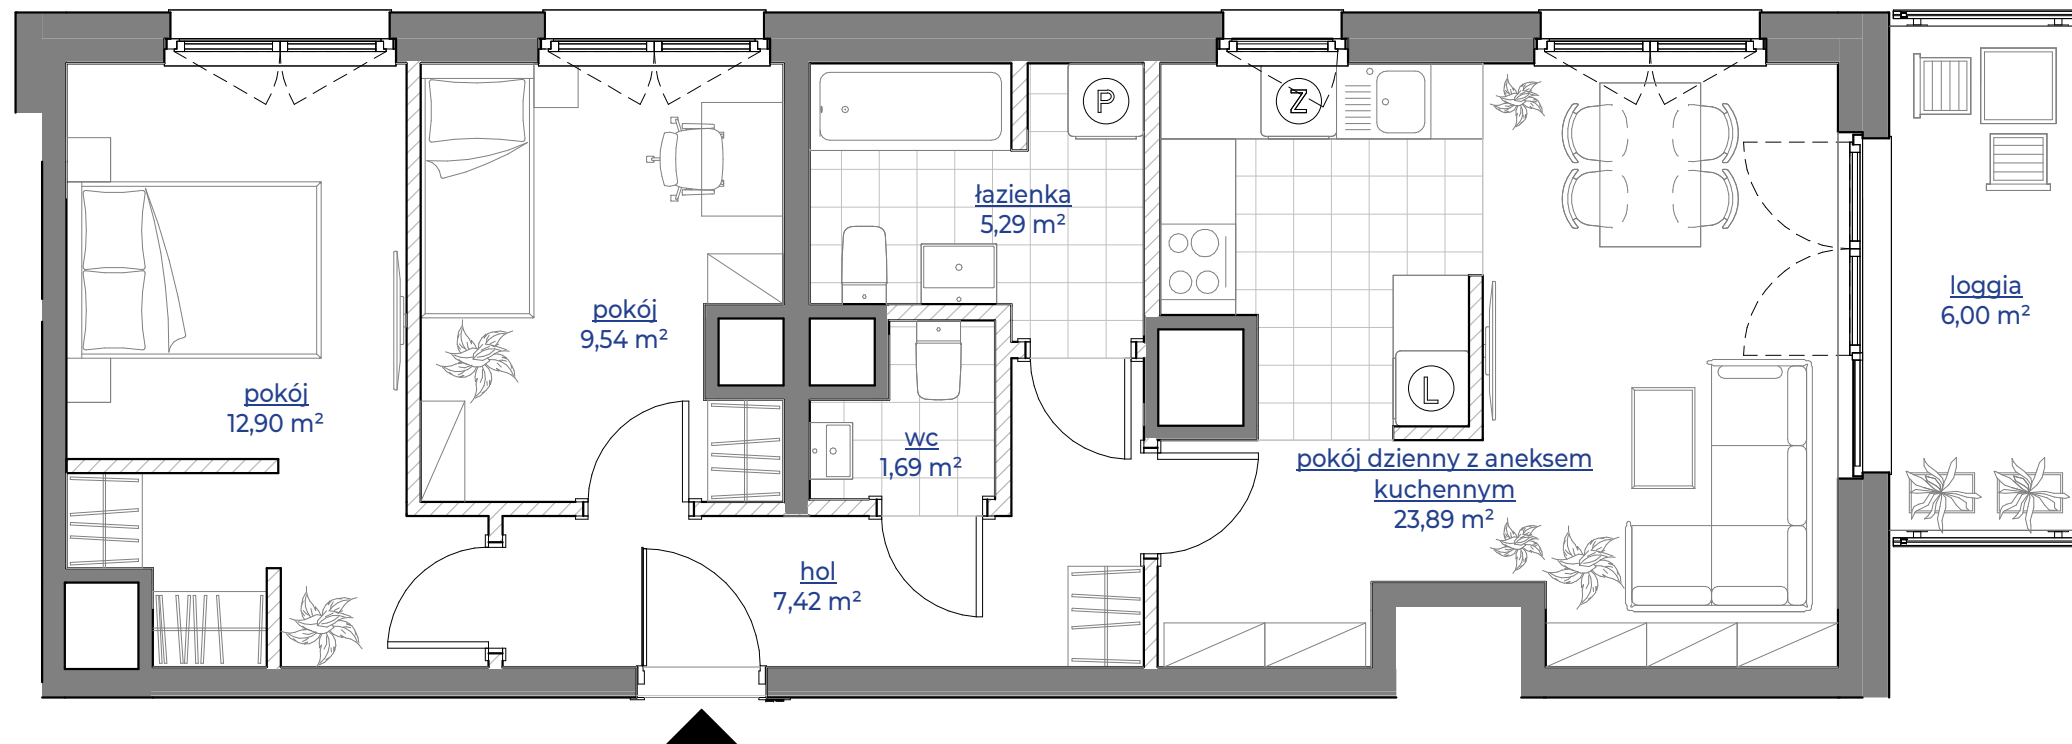 P
Z
łazienka
5,29 m²
pokój
9,54 m²
loggia
6,00 m²
pokój
12,90 m²
L
wc
1,69 m²
pokój dzienny z aneksem
kuchennym
23,89 m²
hol
7,42 m²